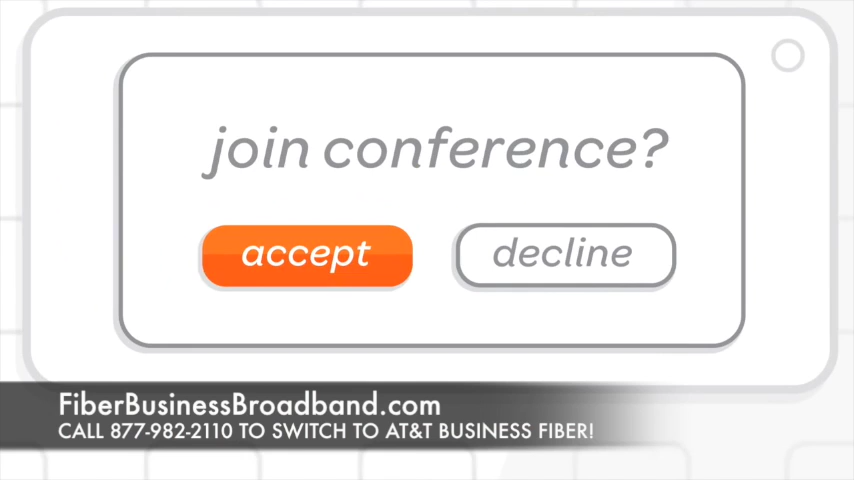 join conference?
accept
decline
FiberBusinessBroadband.com
CALL 877-982-2110 TO SWITCH TO AT&T BUSINESS FIBER!